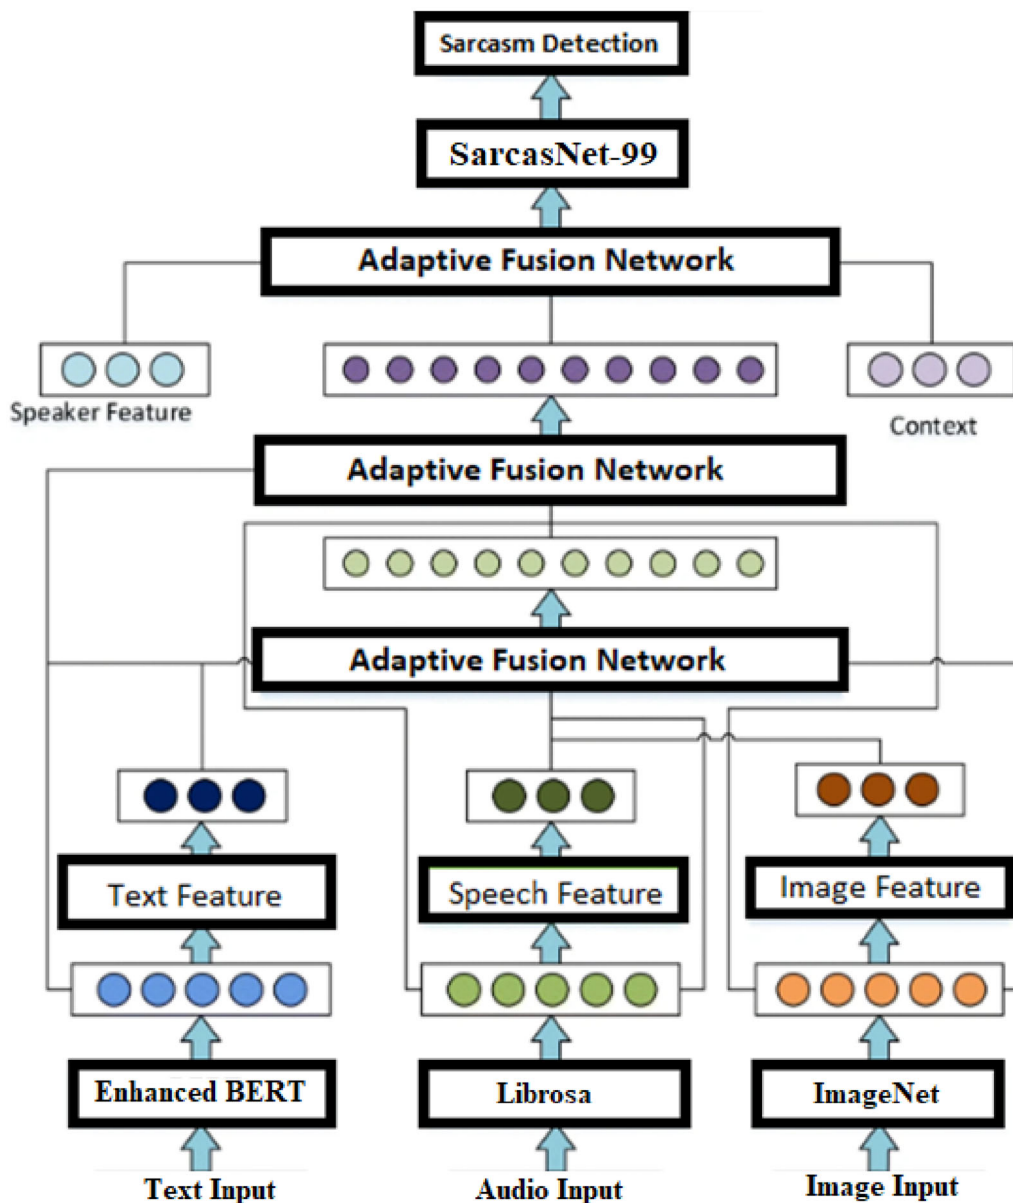 Sarcasm Detection
SarcasNet-99
Adaptive Fusion Network
Speaker Feature
Context
Adaptive Fusion Network
Adaptive Fusion Network
Text Feature
Speech Feature
Image Feature
Enhanced BERT
Librosa
ImageNet
Text Input
Audio Input
Image Input